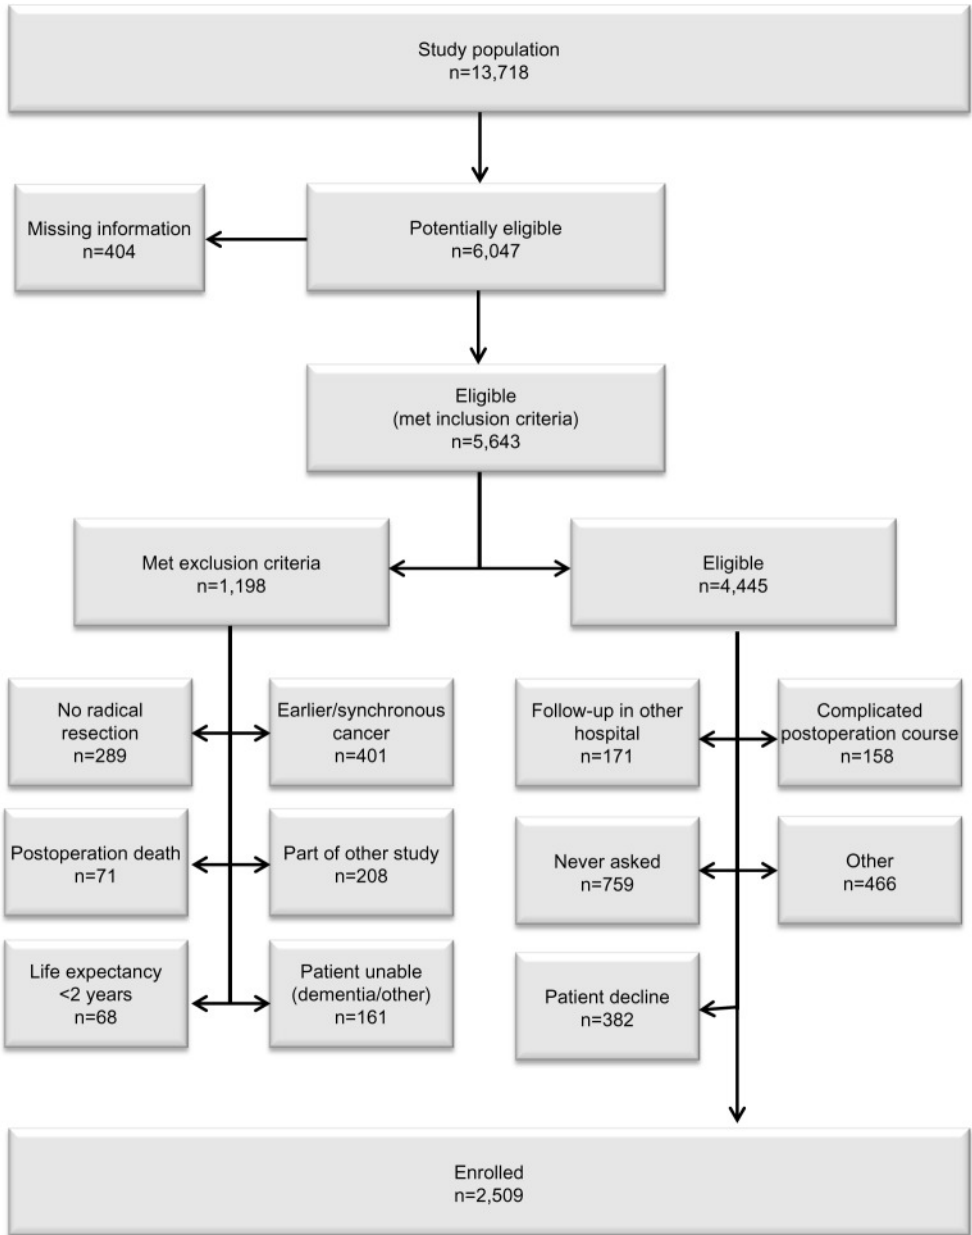 Study population
n=13,718
Missing information
n=404
Potentially eligible
n=6,047
Eligible
(met inclusion criteria)
n=5,643
Met exclusion criteria
n=1,198
Eligible
n=4,445
No radical
resection
n=289
Earlier/synchronous
cancer
n=401
Follow-up in other
hospital
n=171
Complicated
postoperation course
n=158
Postoperation death
n=71
Part of other study
n=208
Never asked
n=759
Other
n=466
Life expectancy
<2 years
n=68
Patient unable
(dementia/other)
n=161
Patient decline
n=382
Enrolled
n=2,509